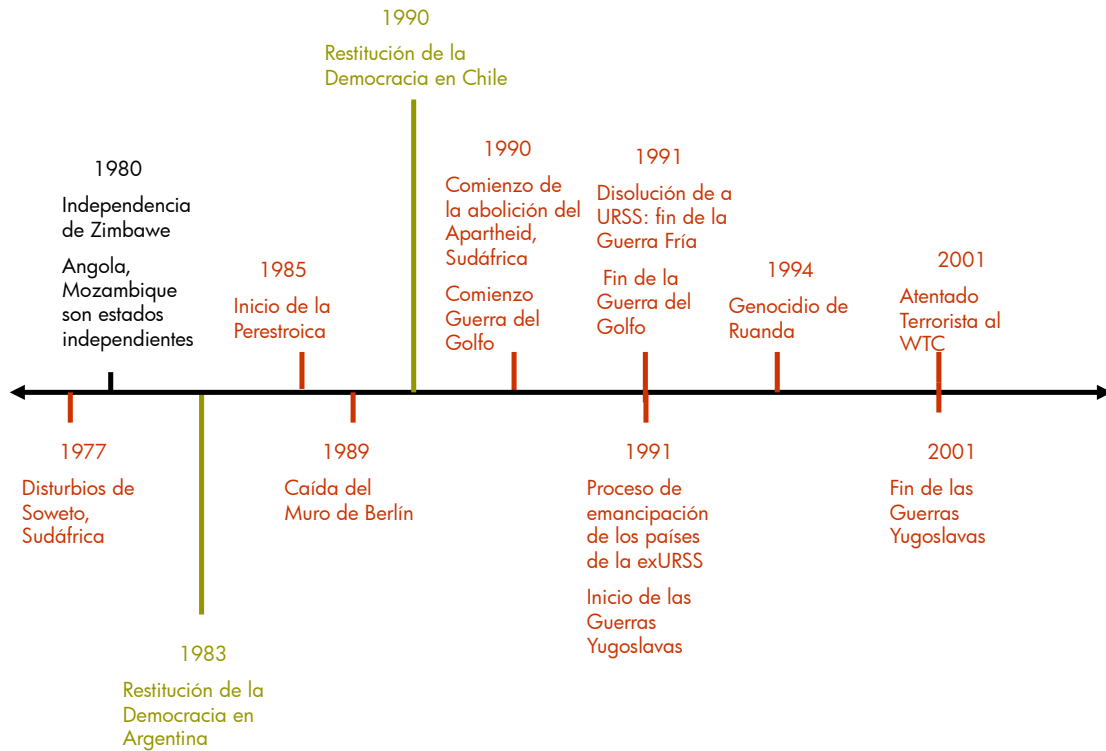 1990
Restitución de la
Democracia en Chile
1980
Independencia
de Zimbawe
Angola,
Mozambique
son estados
independientes
1985
Inicio de la
Perestroica
1990
Comienzo de
la abolición del
Apartheid,
Sudáfrica
Comienzo
Guerra del
Golfo
1991
Disolución de a
URSS: fin de la
Guerra Fría
Fin de la
Guerra del
Golfo
1994
Genocidio de
Ruanda
2001
Atentado
Terrorista al
WTC
1977
Disturbios de
Soweto,
Sudáfrica
1983
Restitución de la
Democracia en
Argentina
1989
Caída del
Muro de Berlín
1991
Proceso de
emancipación
de los países
de la exURSS
Inicio de las
Guerras
Yugoslavas
2001
Fin de las
Guerras
Yugoslavas